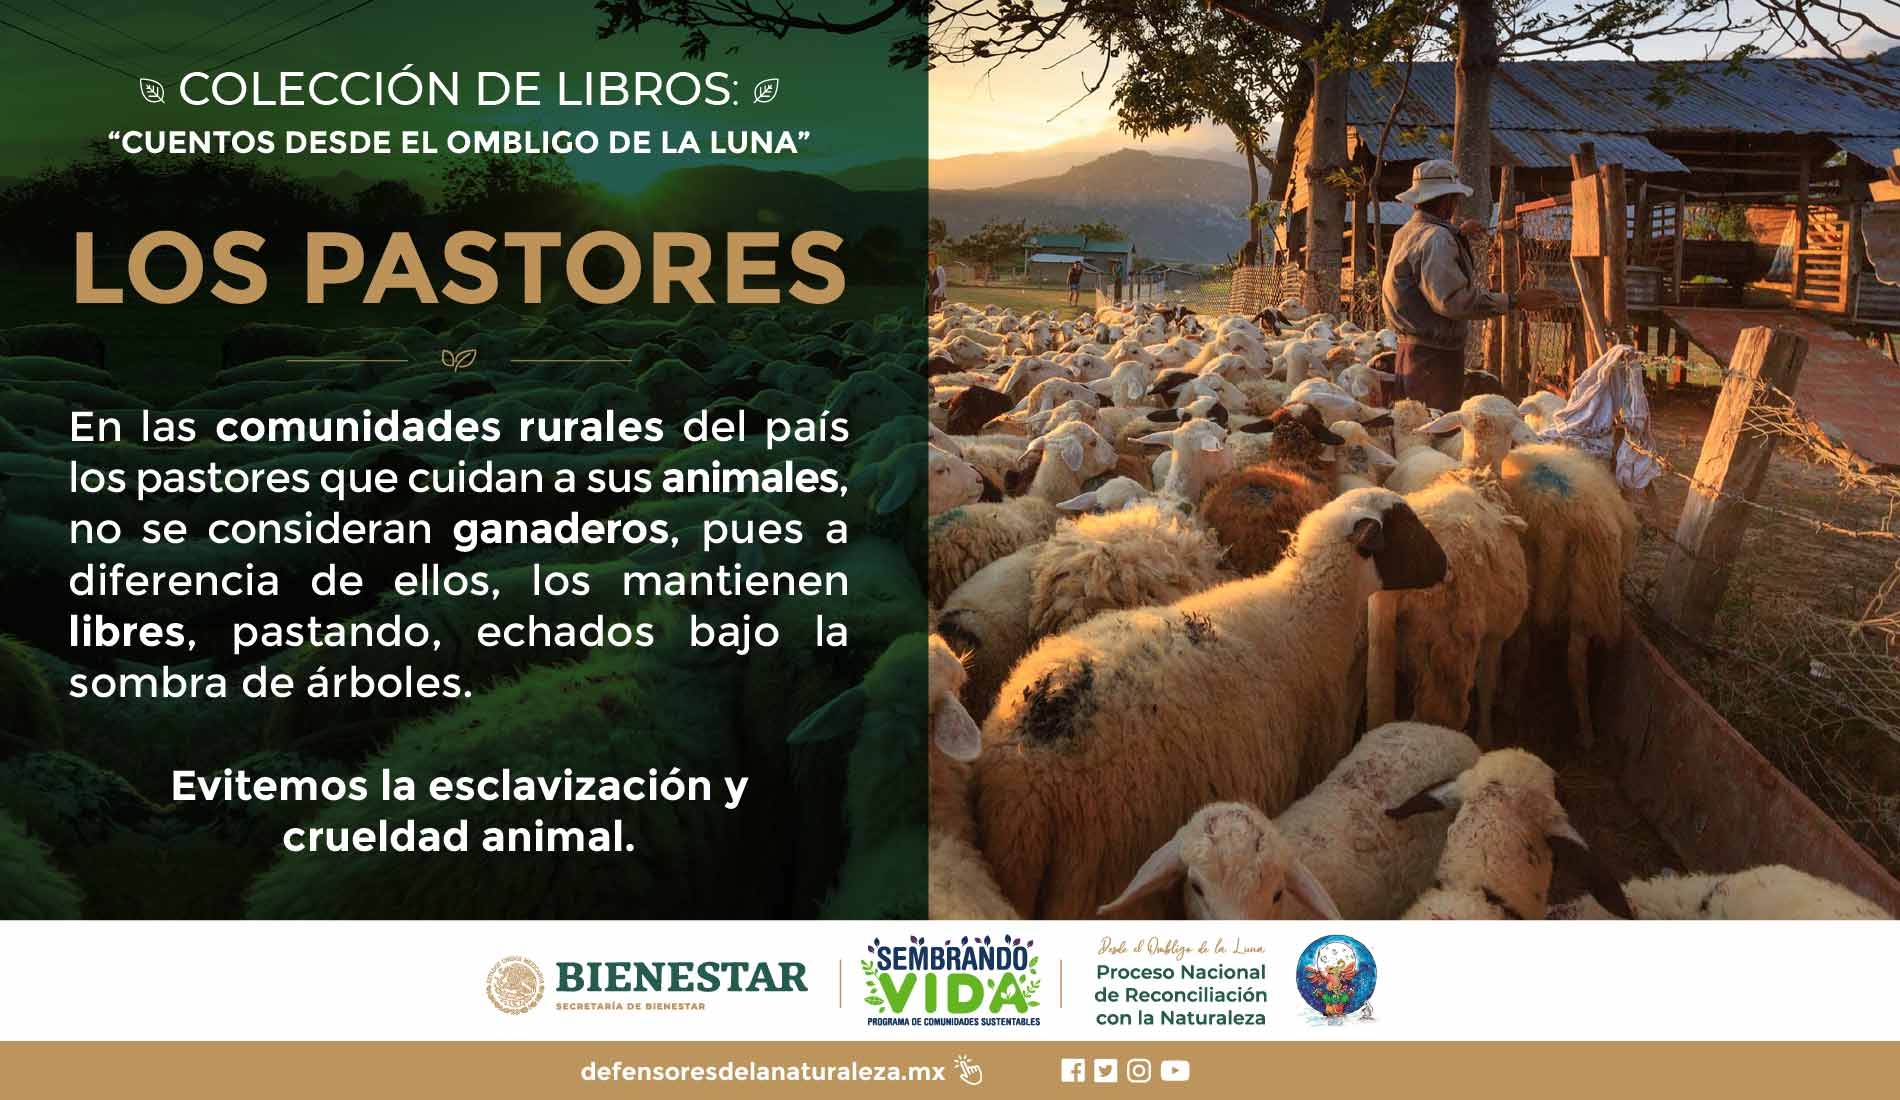 COLECCIÓN DE LIBROS:
“CUENTOS DESDE EL OMBLIGO DE LA LUNA”
LOS PASTORES
En las comunidades rurales del país
los pastores que cuidan a sus animales,
no se consideran ganaderos, pues a
diferencia de ellos, los mantienen
libres, pastando, echados bajo la
sombra de árboles.
Evitemos la esclavización y
crueldad animal.
BIENESTAR
SECRETARÍA DE BIENESTAR
SEMBRANDO
VIDA
PROGRAMA DE COMUNIDADES SUSTENTABLES
Desde el Ombligo de la Luna
Proceso Nacional
de Reconciliación
con la Naturaleza
defensoresdelanaturaleza.mx